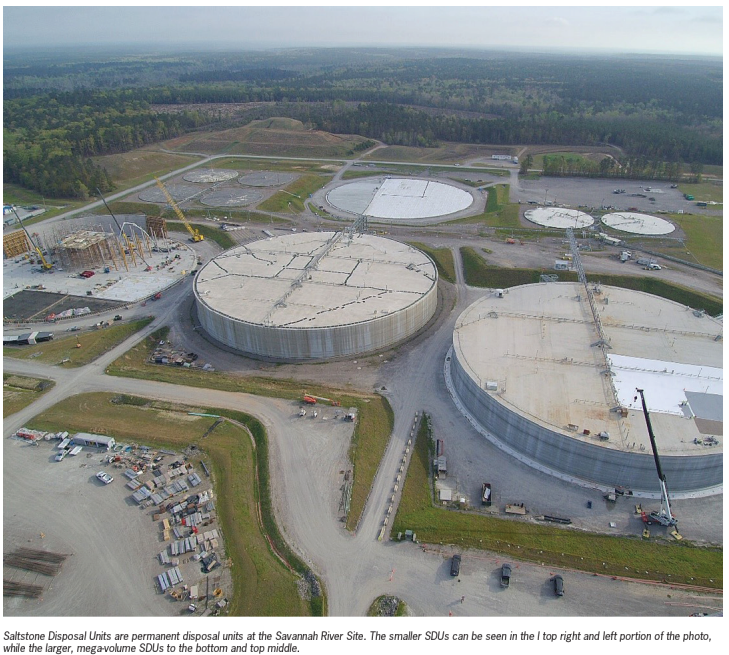 Saltstone Disposal Units are permanent disposal units at the Savannah River Site. The smaller SDUs can be seen in the l top right and left portion of the photo,
while the larger, mega-volume SDUs to the bottom and top middle.